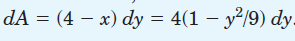 dA = (4 − x) dy = 4(1 − y²/9) dy.